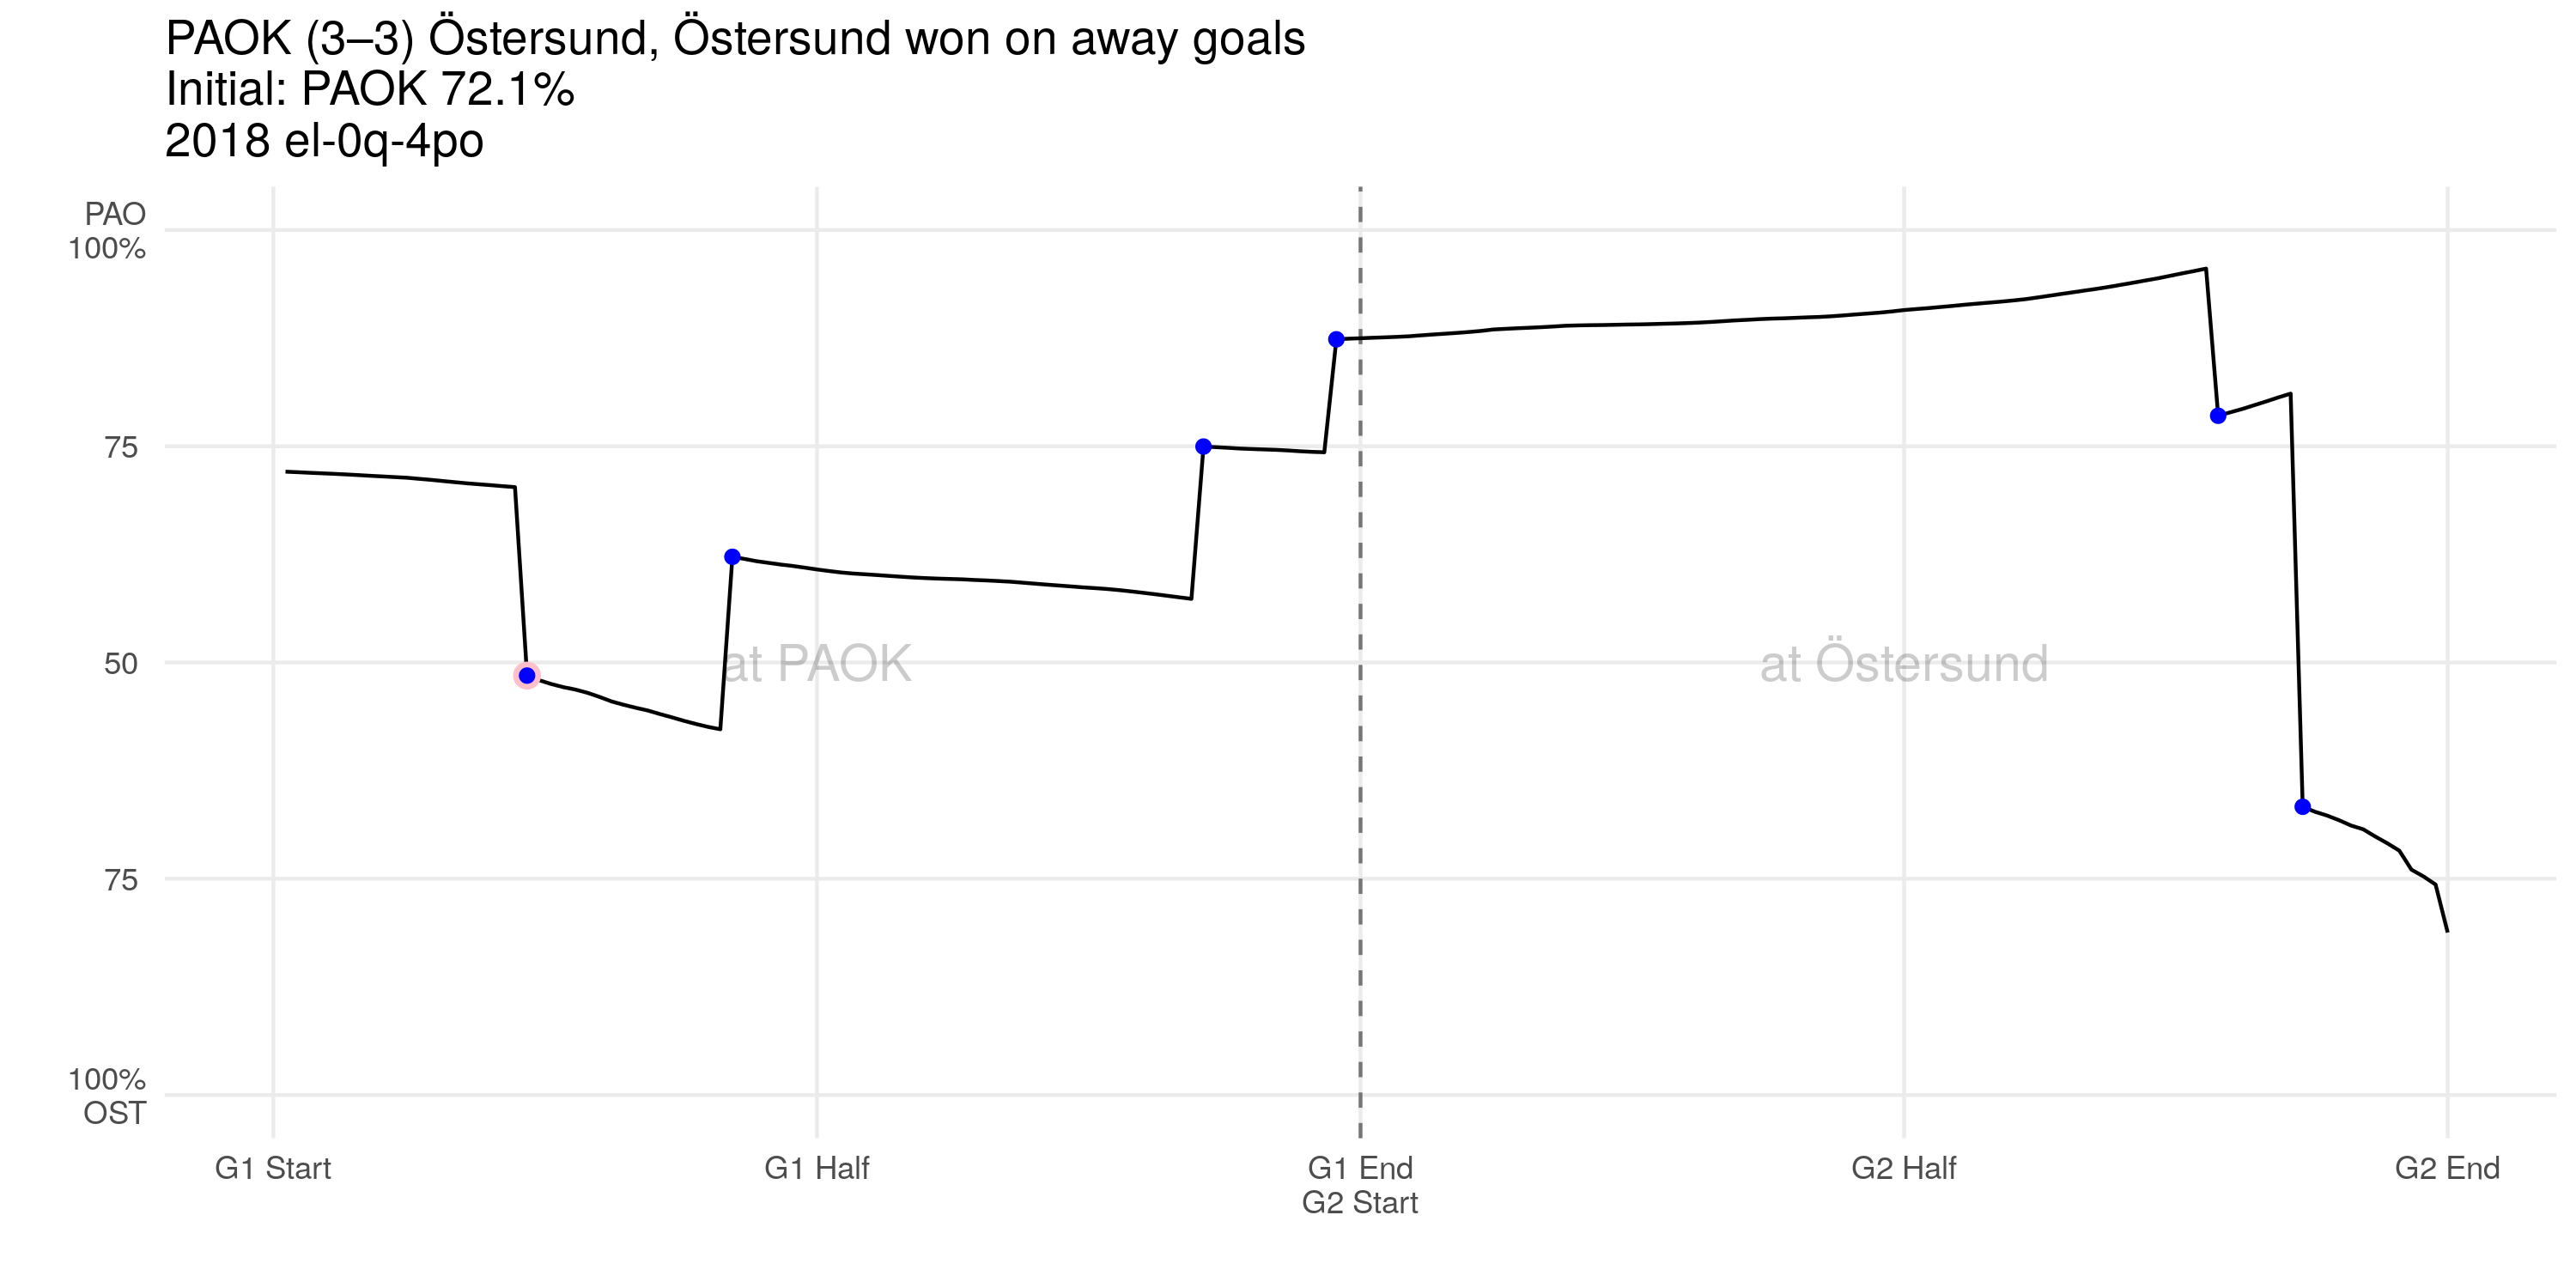 PAOK (3–3) Östersund, Östersund won on away goals
Initial: PAOK 72.1%
2018 el-0q-4po
PAO
100%
75
50
75
100%
OST
at PAOK
at Östersund
G1 Start
G1 Half
G1 End
G2 Start
G2 Half
G2 End